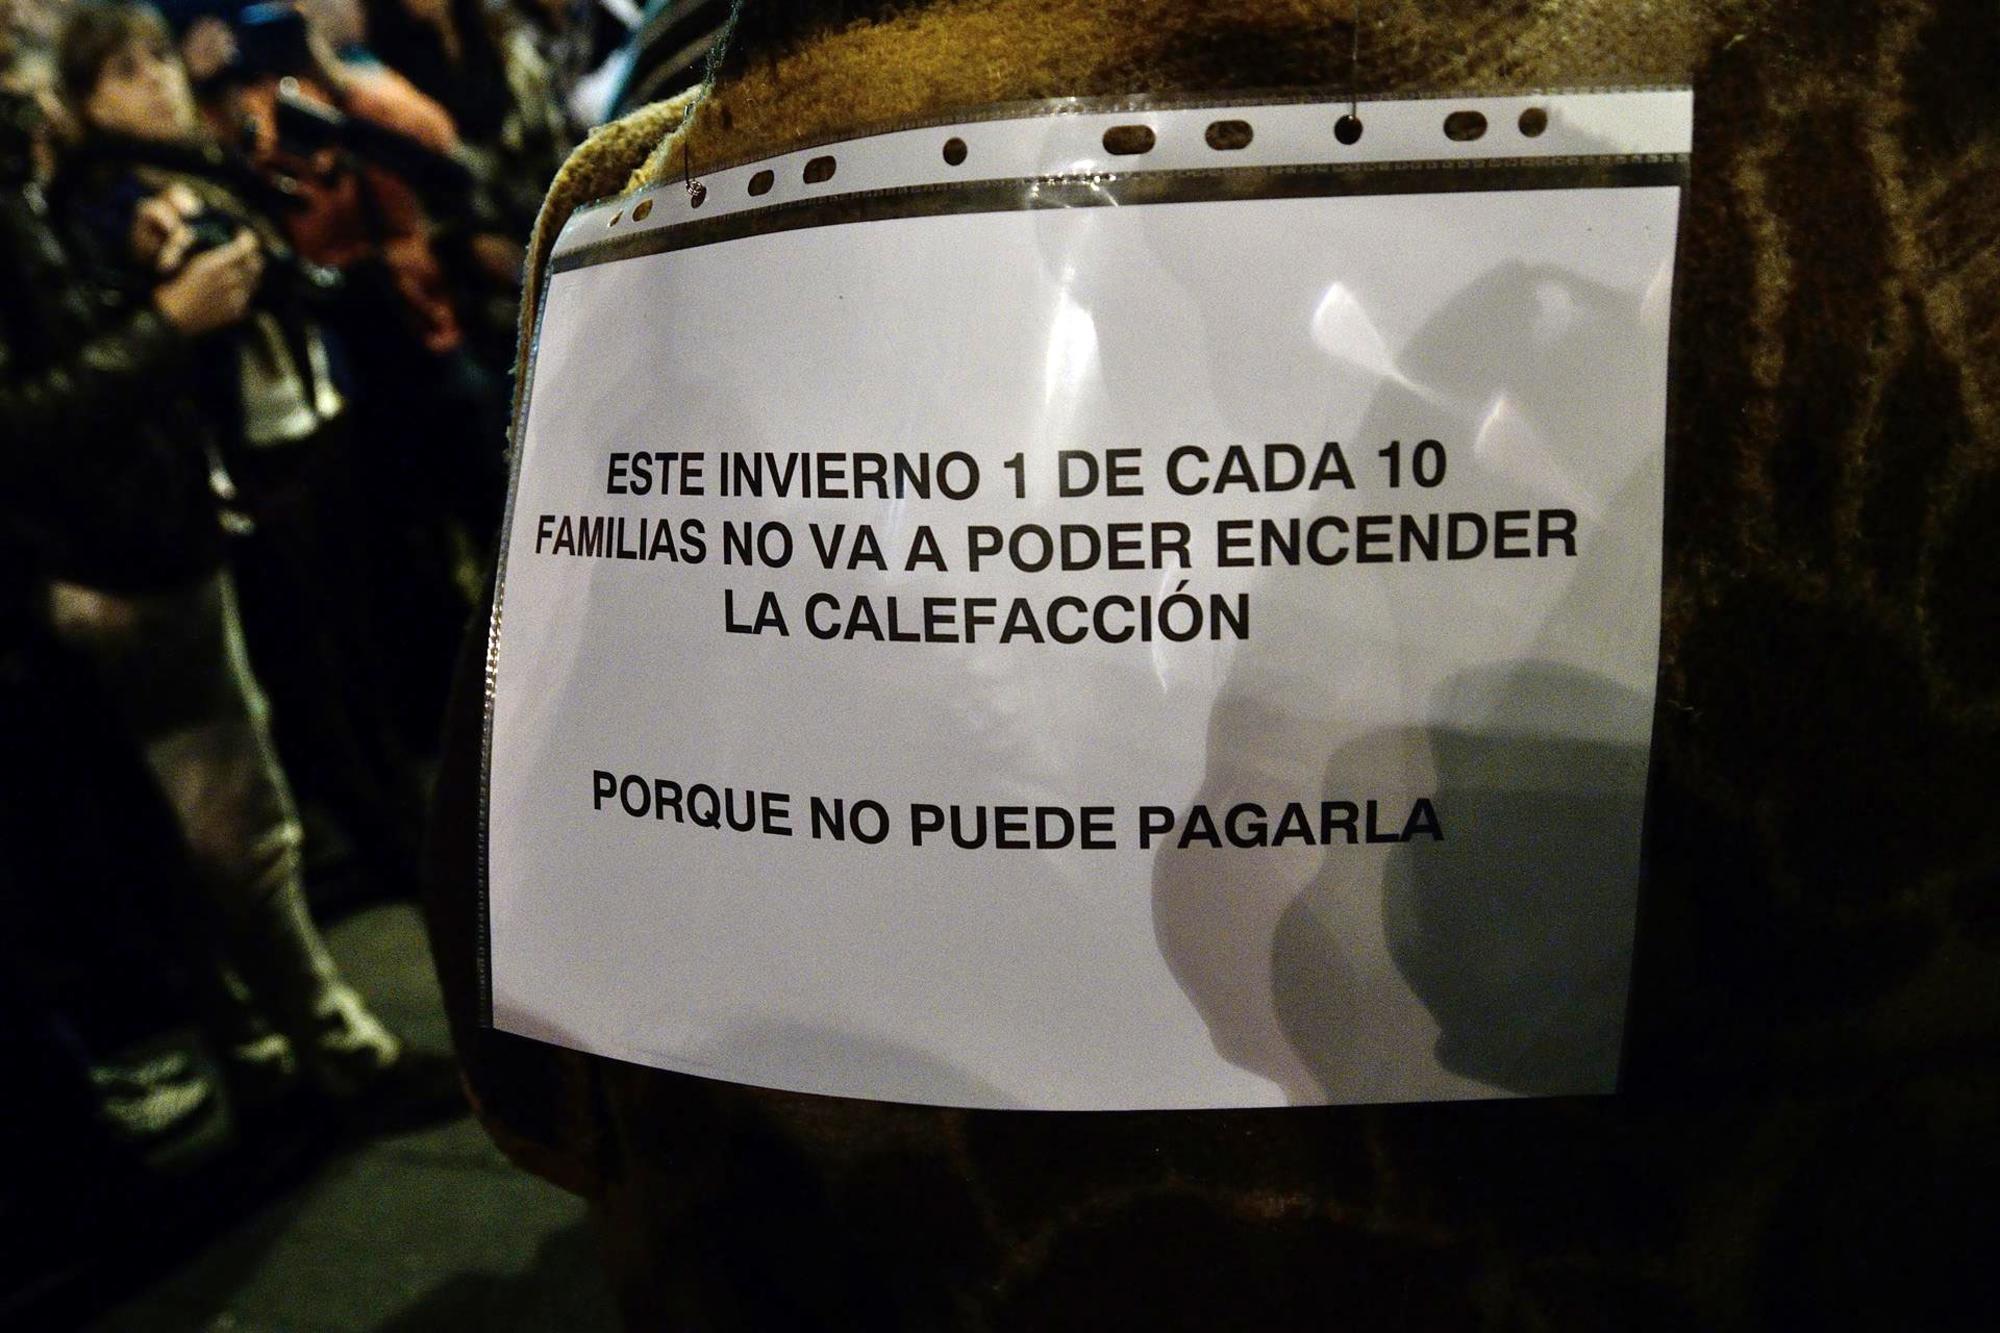 ESTE INVIERNO 1 DE CADA 10
FAMILIAS NO VA A PODER ENCENDER
LA CALEFACCIÓN
PORQUE NO PUEDE PAGARLA